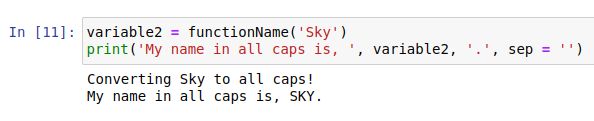 In [11]: variable2 = functionName('Sky')
print('My name in all caps is, ', variable2, '.', sep = '')
Converting Sky to all caps!
My name in all caps is, SKY.